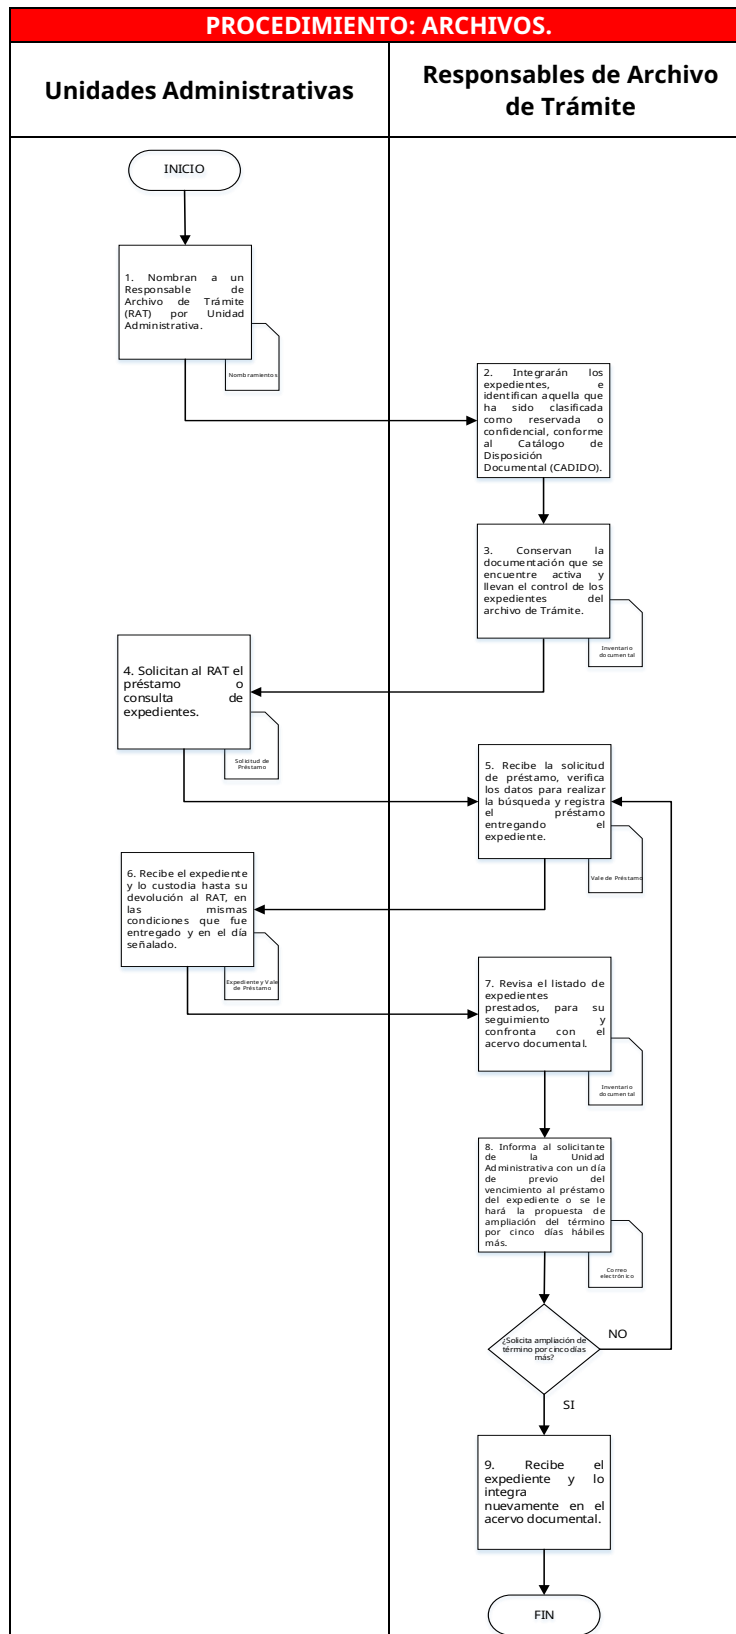 PROCEDIMIENTO: ARCHIVOS.
Unidades Administrativas
Responsables de Archivo
de Trámite
INICIO
1. Nombran a un
Responsable de
Archivo de Trámite
(RAT) por Unidad
Administrativa.
Nombramientos
2. Integrarán los
expedientes, e
identifican aquella que
ha sido clasificada
como reservada o
confidencial, conforme
al Catálogo de
Disposición
Documental (CADIDO).
3. Conservan la
documentación que se
encuentre activa y
llevan el control de los
expedientes del
archivo de Trámite.
Inventario
documental
4. Solicitan al RAT el
préstamo o
consulta de
expedientes.
Solicitud de
Préstamo
5. Recibe la solicitud
de préstamo, verifica
los datos para realizar
la búsqueda y registra
el préstamo
entregando el
expediente.
Vale de Préstamo
6. Recibe el expediente
y lo custodia hasta su
devolución al RAT, en
las mismas
condiciones que fue
entregado y en el día
señalado.
Expediente y Vale
de Préstamo
7. Revisa el listado de
expedientes
prestados, para su
seguimiento y
confronta con el
acervo documental.
Inventario
documental
8. Informa al solicitante
de la Unidad
Administrativa con un día
de previo del
vencimiento al préstamo
del expediente o se le
hará la propuesta de
ampliación del término
por cinco días hábiles
más.
Correo
electrónico
¿Solicita ampliación de
término por cinco días
más?
NO
SI
9. Recibe el
expediente y lo
integra
nuevamente en el
acervo documental.
FIN